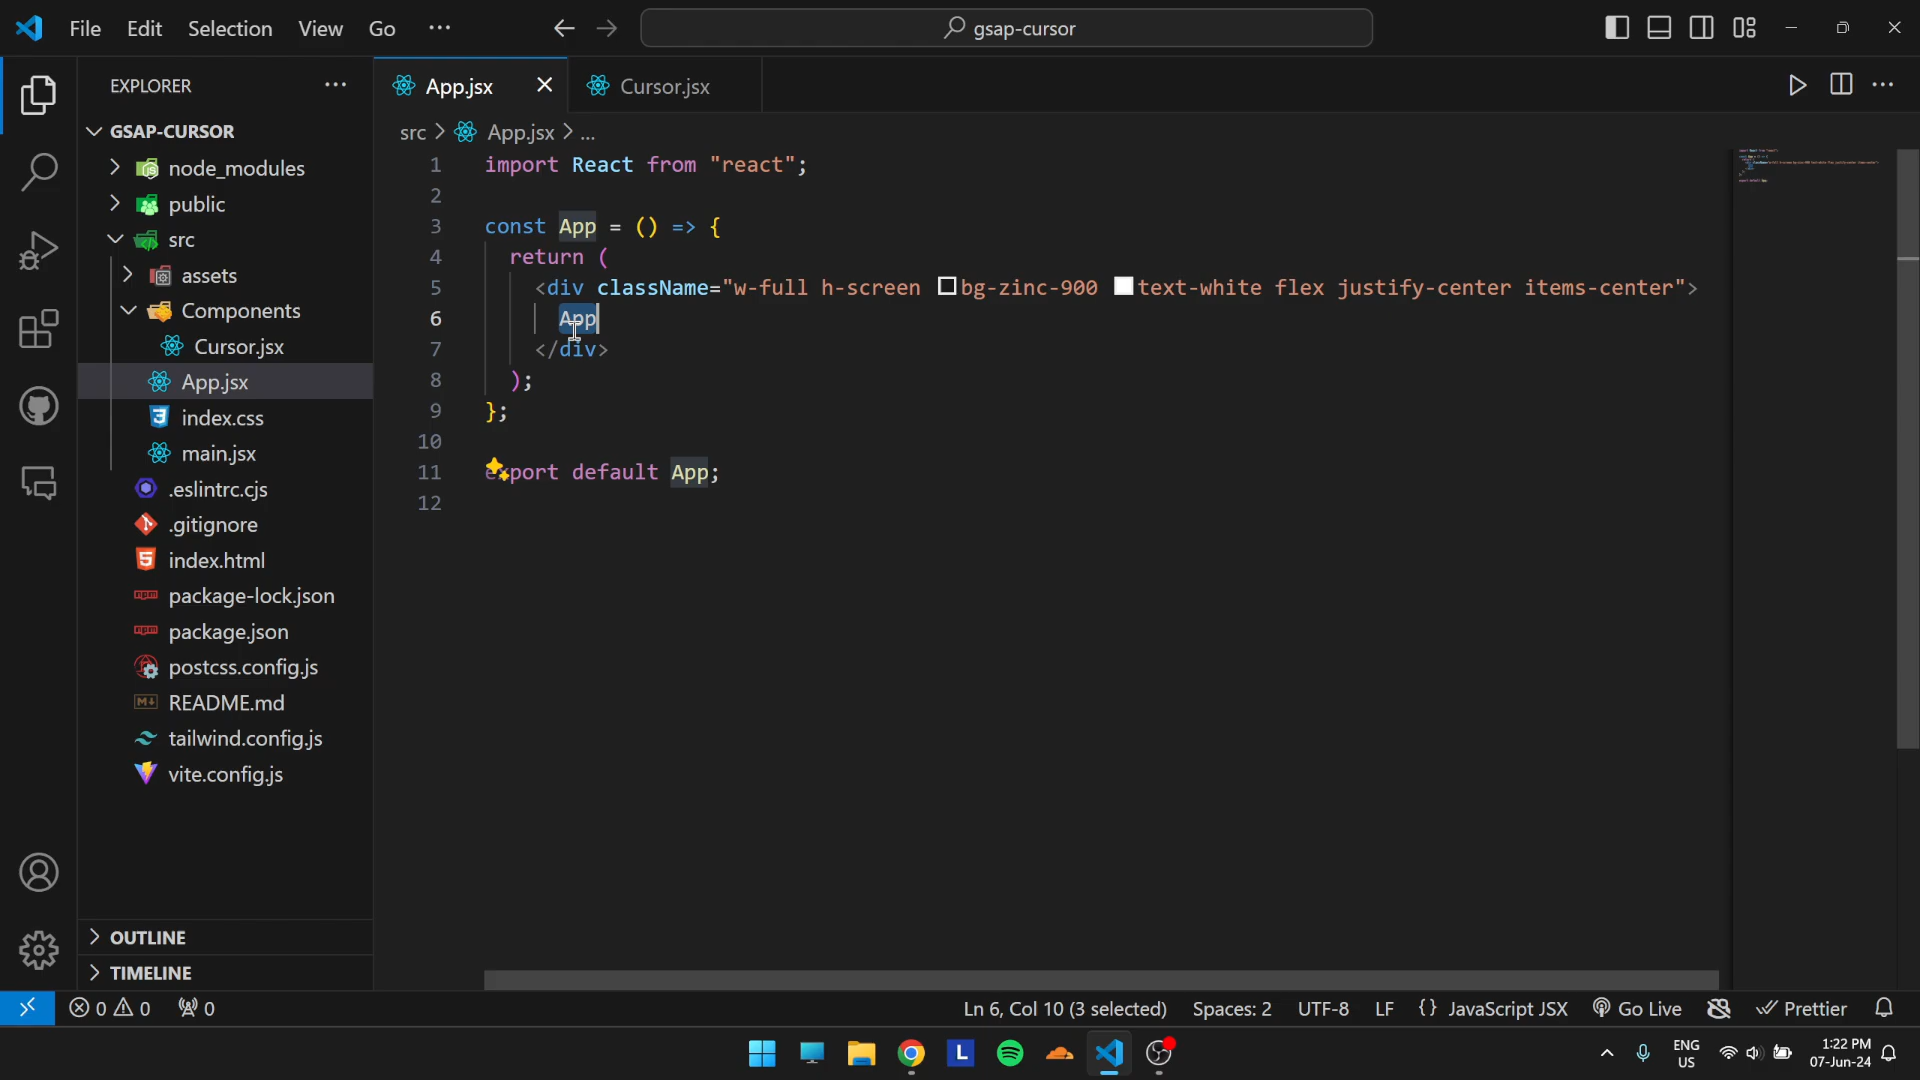 File Edit Selection View Go ··· gsap-cursor
EXPLORER ···
GSAP-CURSOR
node_modules
public
src
assets
Components
Cursor.jsx
App.jsx
index.css
main.jsx
.eslintrc.cjs
.gitignore
index.html
package-lock.json
package.json
postcss.config.js
README.md
tailwind.config.js
vite.config.js
OUTLINE
TIMELINE
App.jsx Cursor.jsx
src > App.jsx > ...
1 import React from "react";
2
3 const App = () => {
4 return (
5 <div className="w-full h-screen bg-zinc-900 text-white flex justify-center items-center">
6 App
7 </div>
8 );
9 };
10
11 export default App;
12
0 0 0 Ln 6, Col 10 (3 selected) Spaces: 2 UTF-8 LF {} JavaScript JSX Go Live Prettier
L ENG US 1:22 PM
07-Jun-24